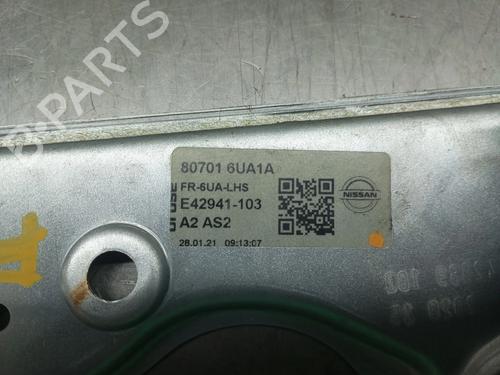 B-PARTS
80701 6UA1A
FR-6UA-LHS
E42941-103
A2 AS2
28.01.21 09:13:07
NISSAN